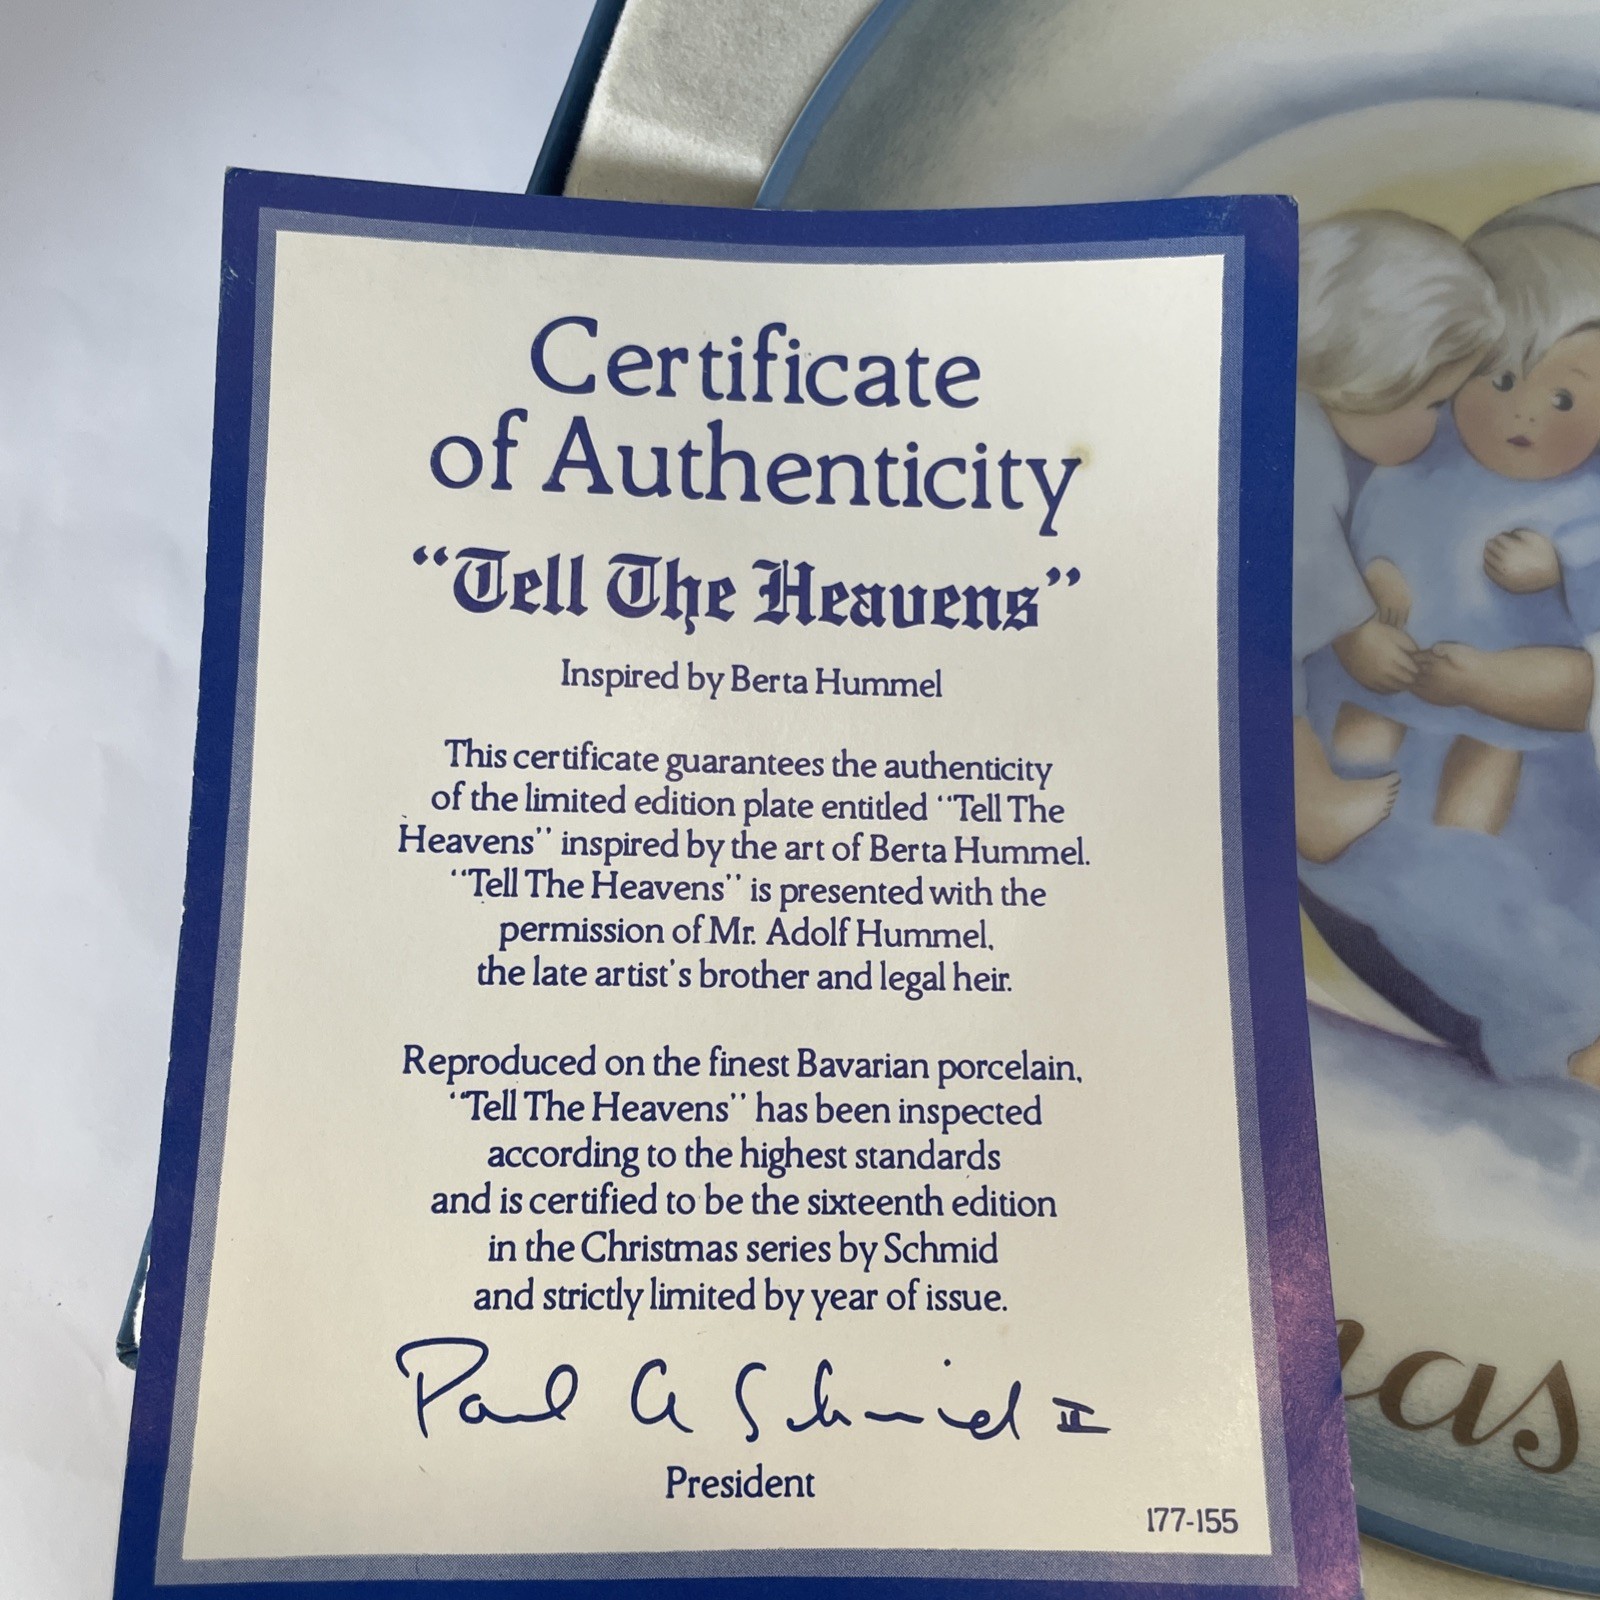 Certificate
of Authenticity
“Tell The Heavens”
Inspired by Berta Hummel
This certificate guarantees the authenticity
of the limited edition plate entitled “Tell The
Heavens” inspired by the art of Berta Hummel.
“Tell The Heavens” is presented with the
permission of Mr. Adolf Hummel,
the late artist's brother and legal heir.
Reproduced on the finest Bavarian porcelain,
“Tell The Heavens” has been inspected
according to the highest standards
and is certified to be the sixteenth edition
in the Christmas series by Schmid
and strictly limited by year of issue.
Paul A Schmid II
President
177-155
as